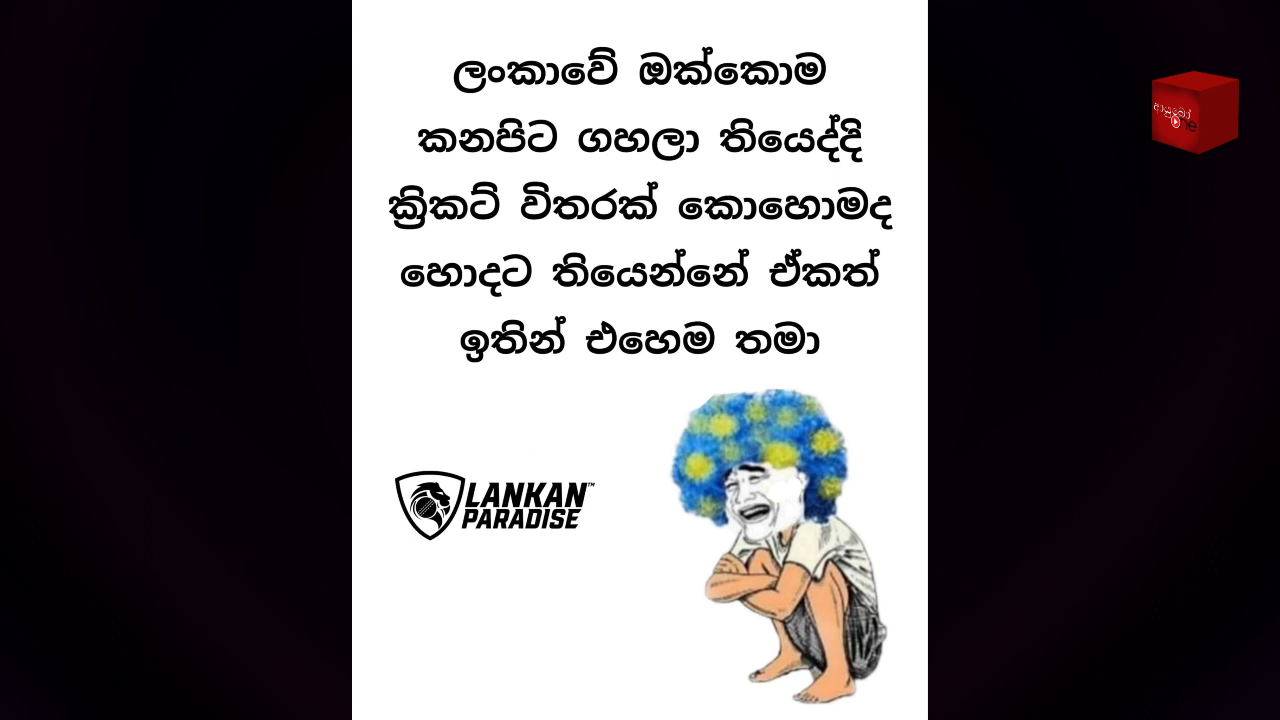 ලංකාවේ ඔක්කොම
කනපිට ගහලා තියෙද්දි
ක්‍රිකට් විතරක් කොහොමද
හොදට තියෙන්නේ ඒකත්
ඉතින් එහෙම තමා
LANKAN™
PARADISE